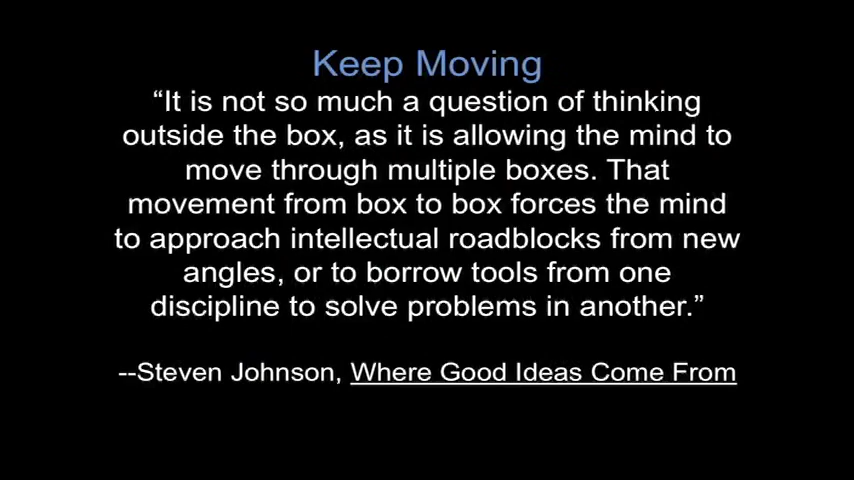 Keep Moving
“It is not so much a question of thinking
outside the box, as it is allowing the mind to
move through multiple boxes. That
movement from box to box forces the mind
to approach intellectual roadblocks from new
angles, or to borrow tools from one
discipline to solve problems in another.”
--Steven Johnson, Where Good Ideas Come From